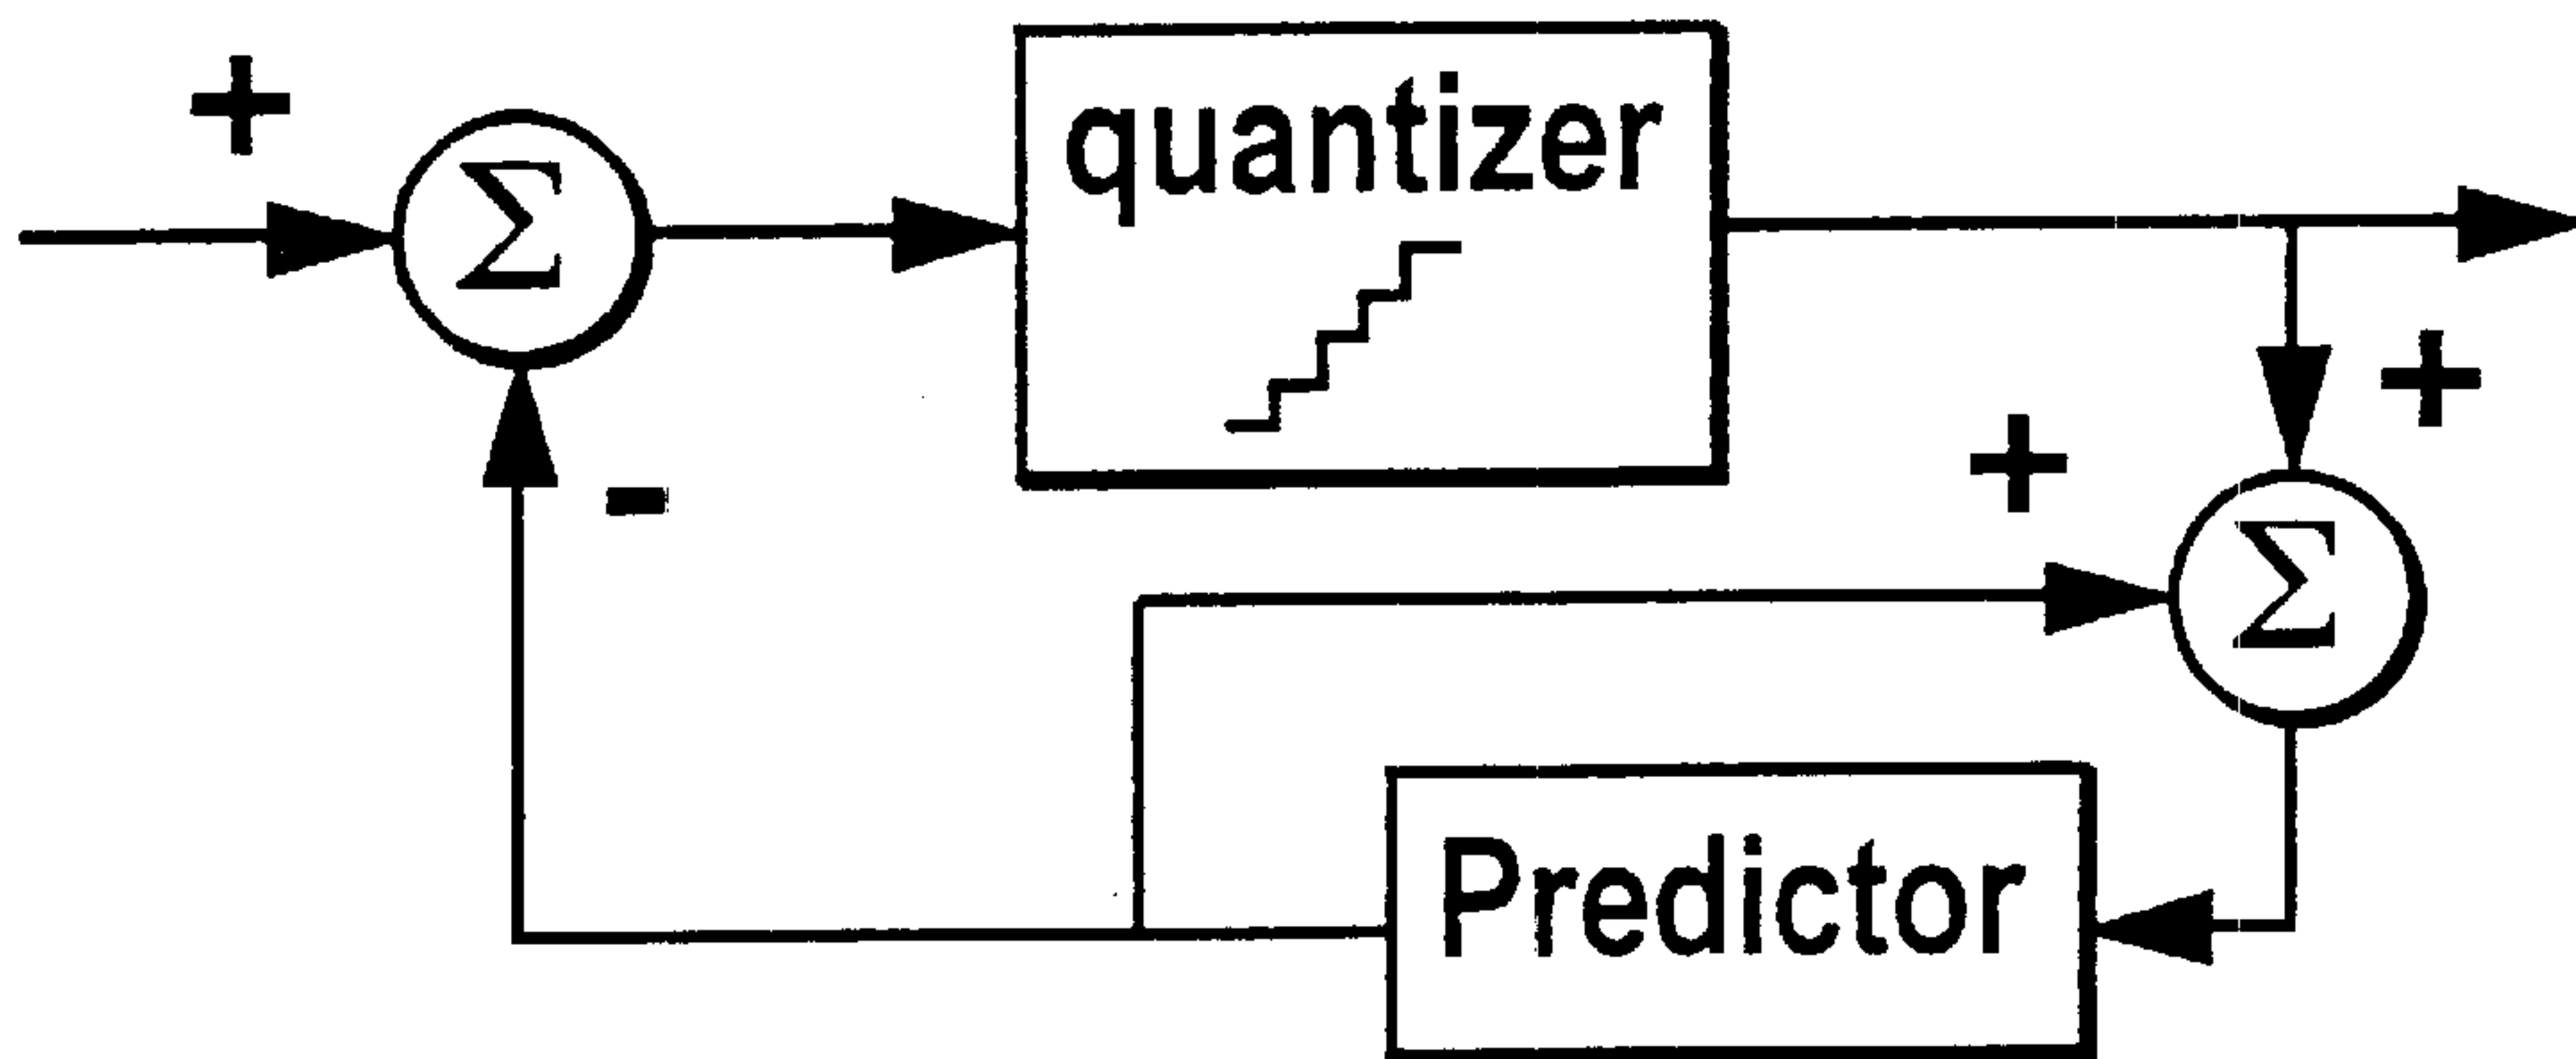 +
Σ
quantizer
-
+
+
Σ
Predictor